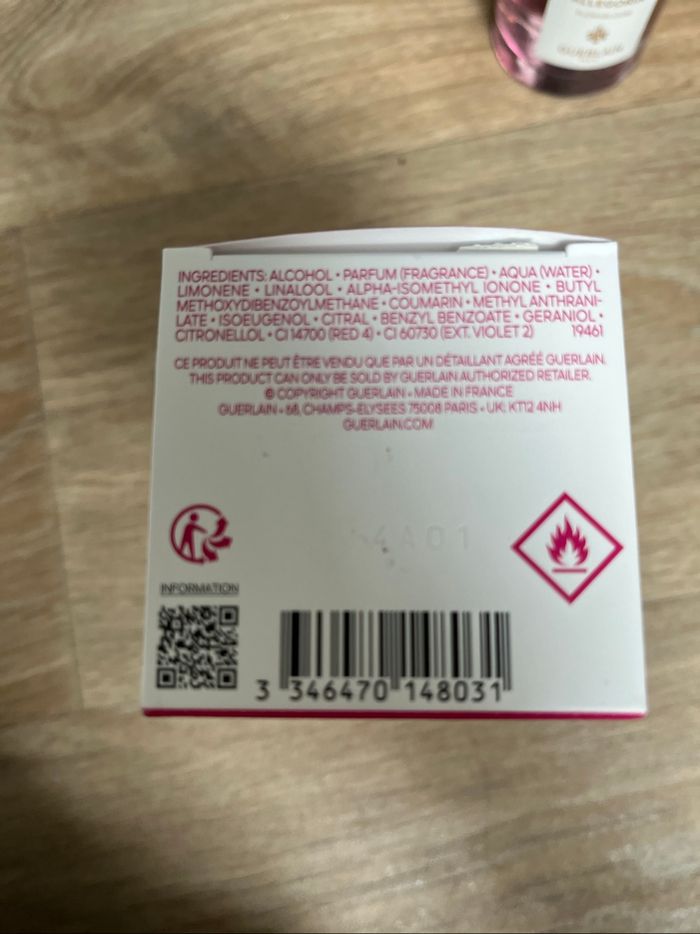 GUERLAIN
INGREDIENTS: ALCOHOL • PARFUM (FRAGRANCE) • AQUA (WATER) •
LIMONENE • LINALOOL • ALPHA-ISOMETHYL IONONE • BUTYL
METHOXYDIBENZOYLMETHANE • COUMARIN • METHYL ANTHRANI-
LATE • ISOEUGENOL • CITRAL • BENZYL BENZOATE • GERANIOL •
CITRONELLOL • CI 14700 (RED 4) • CI 60730 (EXT. VIOLET 2) 19461
CE PRODUIT NE PEUT ÊTRE VENDU QUE PAR UN DÉTAILLANT AGRÉÉ GUERLAIN.
THIS PRODUCT CAN ONLY BE SOLD BY GUERLAIN AUTHORIZED RETAILER.
© COPYRIGHT GUERLAIN • MADE IN FRANCE
GUERLAIN • 68, CHAMPS-ELYSEES 75008 PARIS • UK: KT12 4NH
GUERLAIN.COM
4A01
INFORMATION
3 346470 148031